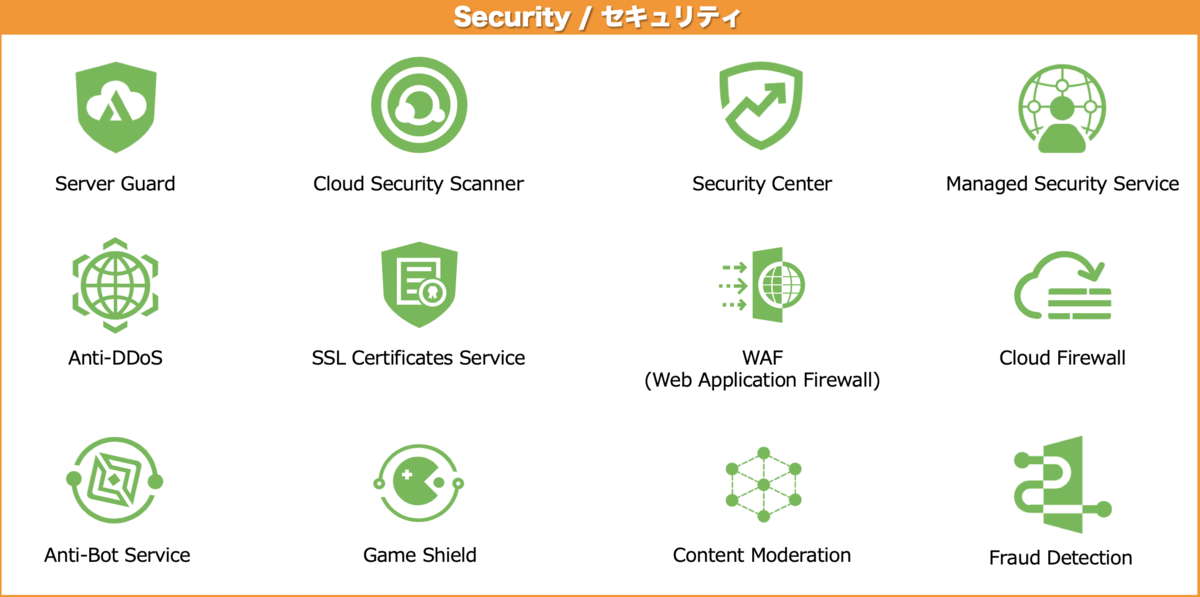 Security / セキュリティ
Server Guard
Cloud Security Scanner
Security Center
Managed Security Service
Anti-DDoS
SSL Certificates Service
WAF
(Web Application Firewall)
Cloud Firewall
Anti-Bot Service
Game Shield
Content Moderation
Fraud Detection